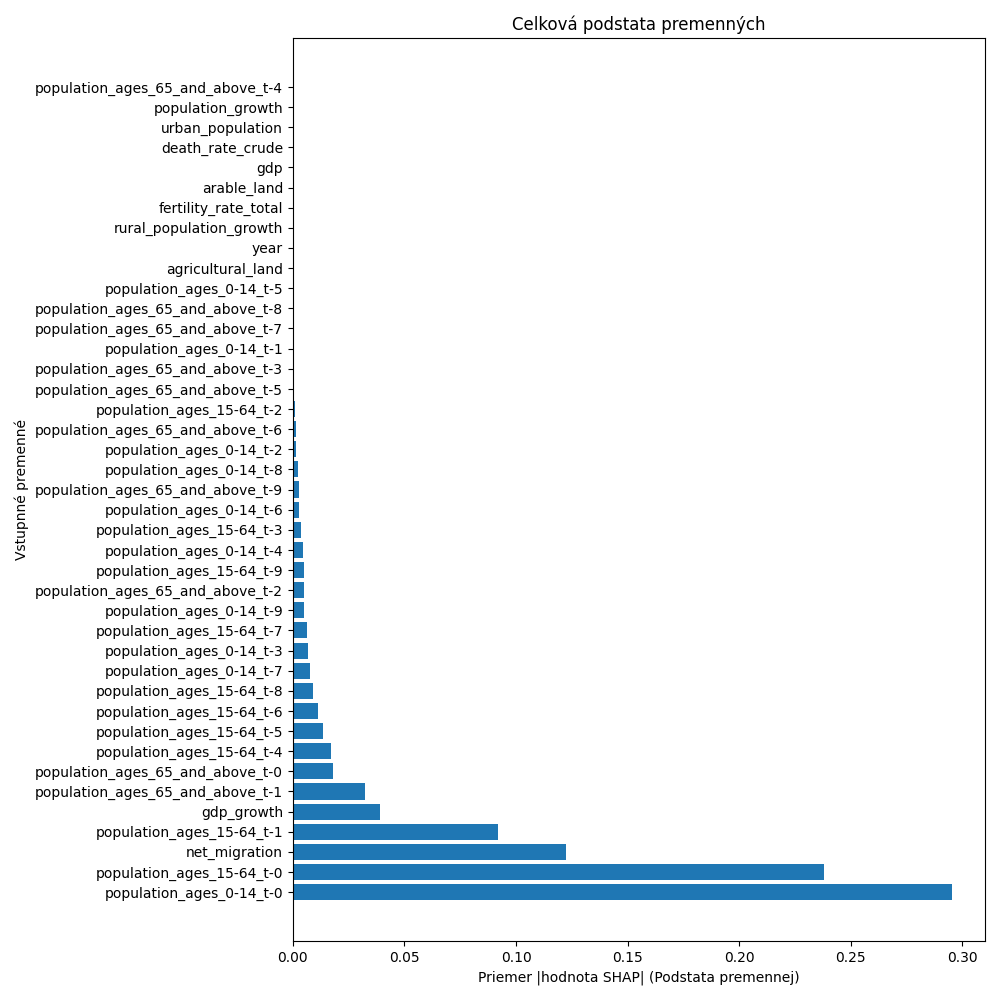 Celková podstata premenných
population_ages_65_and_above_t-4
population_growth
urban_population
death_rate_crude
gdp
arable_land
fertility_rate_total
rural_population_growth
year
agricultural_land
population_ages_0-14_t-5
population_ages_65_and_above_t-8
population_ages_65_and_above_t-7
population_ages_0-14_t-1
population_ages_65_and_above_t-3
population_ages_65_and_above_t-5
population_ages_15-64_t-2
population_ages_65_and_above_t-6
population_ages_0-14_t-2
population_ages_0-14_t-8
population_ages_65_and_above_t-9
population_ages_0-14_t-6
population_ages_15-64_t-3
population_ages_0-14_t-4
population_ages_15-64_t-9
population_ages_65_and_above_t-2
population_ages_0-14_t-9
population_ages_15-64_t-7
population_ages_0-14_t-3
population_ages_0-14_t-7
population_ages_15-64_t-8
population_ages_15-64_t-6
population_ages_15-64_t-5
population_ages_15-64_t-4
population_ages_65_and_above_t-0
population_ages_65_and_above_t-1
gdp_growth
population_ages_15-64_t-1
net_migration
population_ages_15-64_t-0
population_ages_0-14_t-0
Vstupnné premenné
0.00 0.05 0.10 0.15 0.20 0.25 0.30
Priemer |hodnota SHAP| (Podstata premennej)